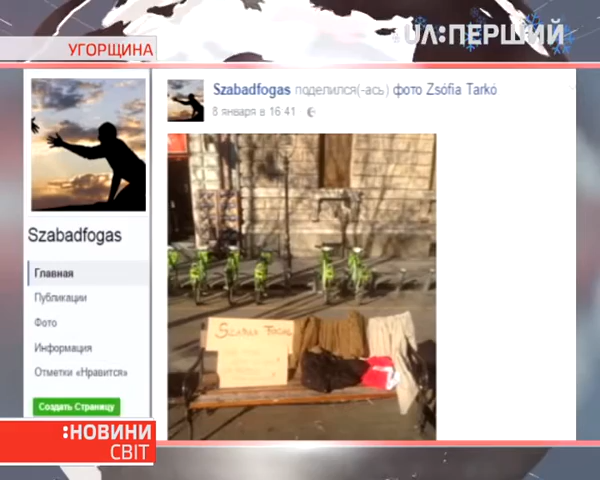 УГОРЩИНА
UA:ПЕРШИЙ
Szabadfogas поделился(-ась) фото Zsófia Tarkó
8 января в 16:41
Szabadfogas
Главная
Публикации
Фото
Информация
Отметки «Нравится»
Создать Страницу
SZABAD
:НОВИНИ
СВІТ